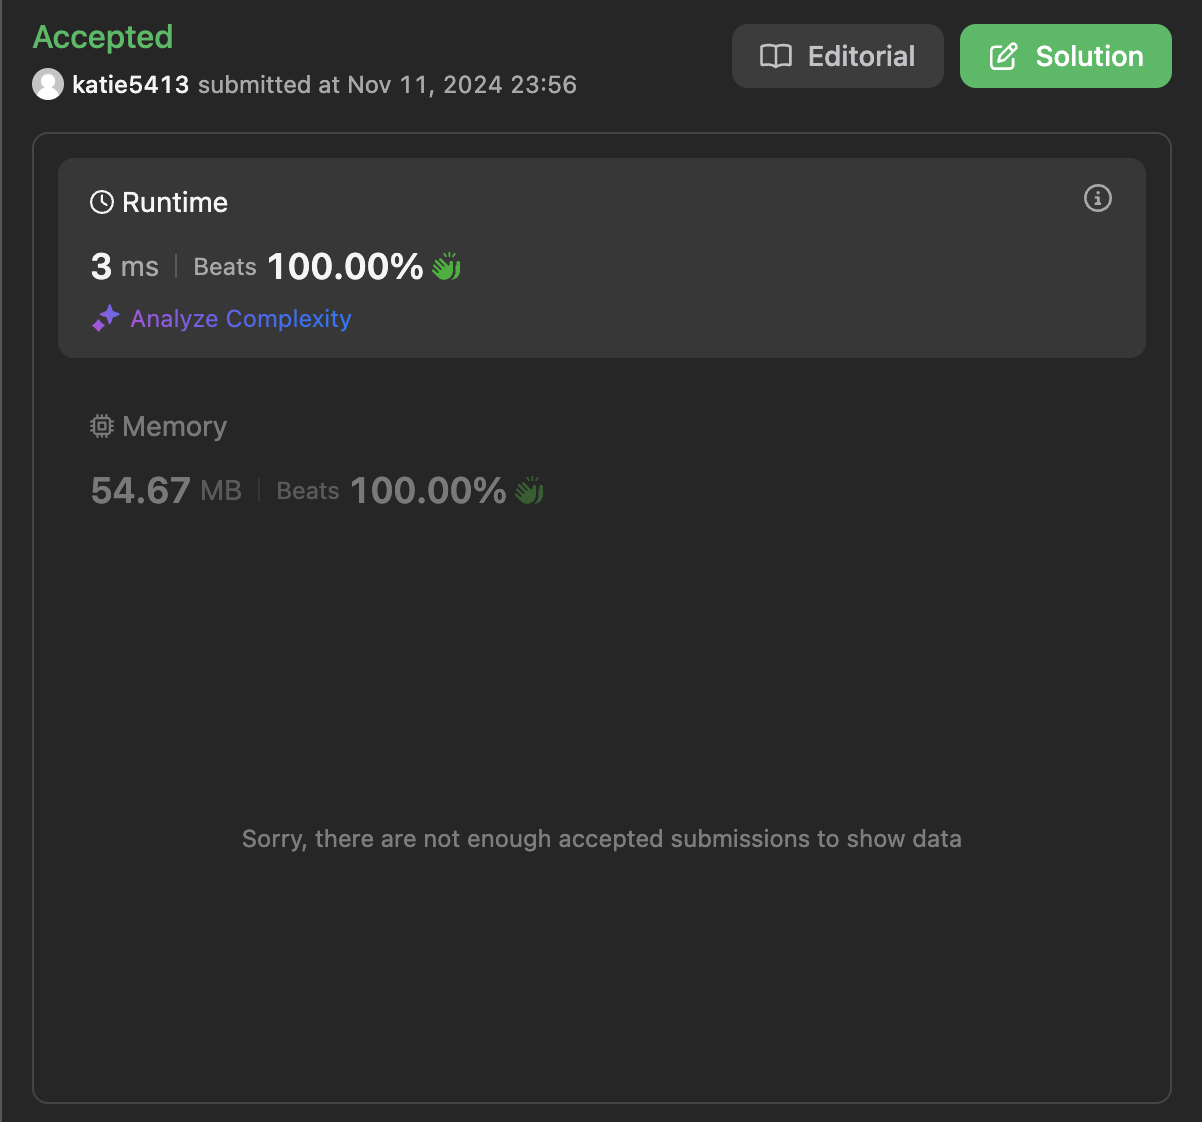 Accepted
Editorial
Solution
katie5413 submitted at Nov 11, 2024 23:56
Runtime
3 ms | Beats 100.00%
Analyze Complexity
Memory
54.67 MB | Beats 100.00%
Sorry, there are not enough accepted submissions to show data